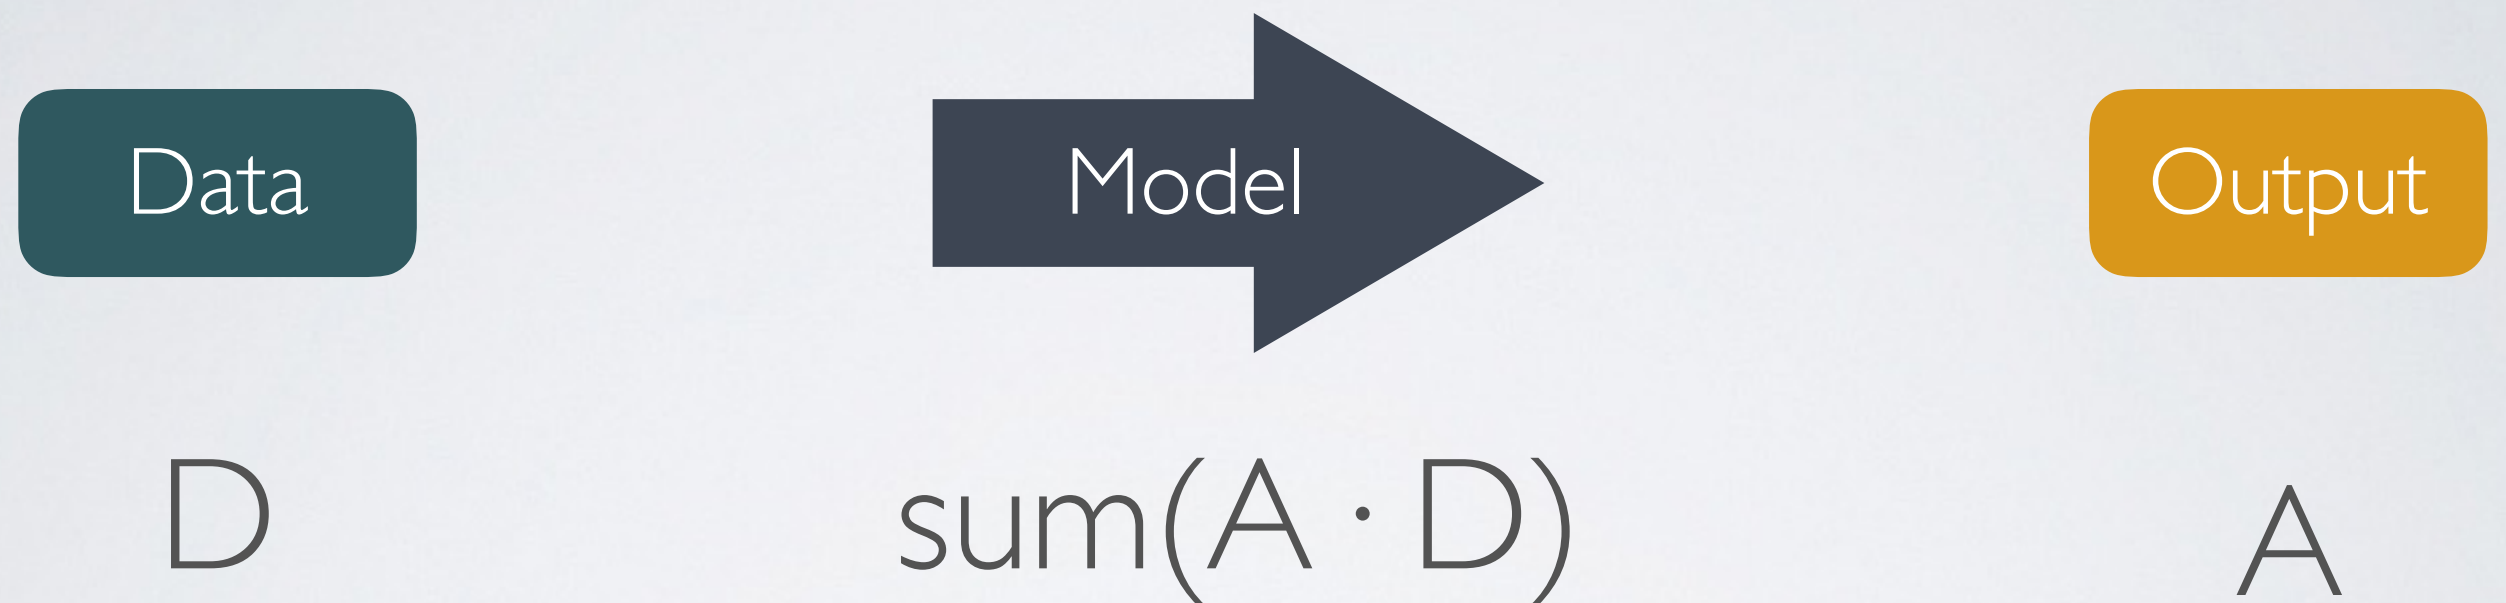 Data
Model
Output
D
sum(A · D)
A